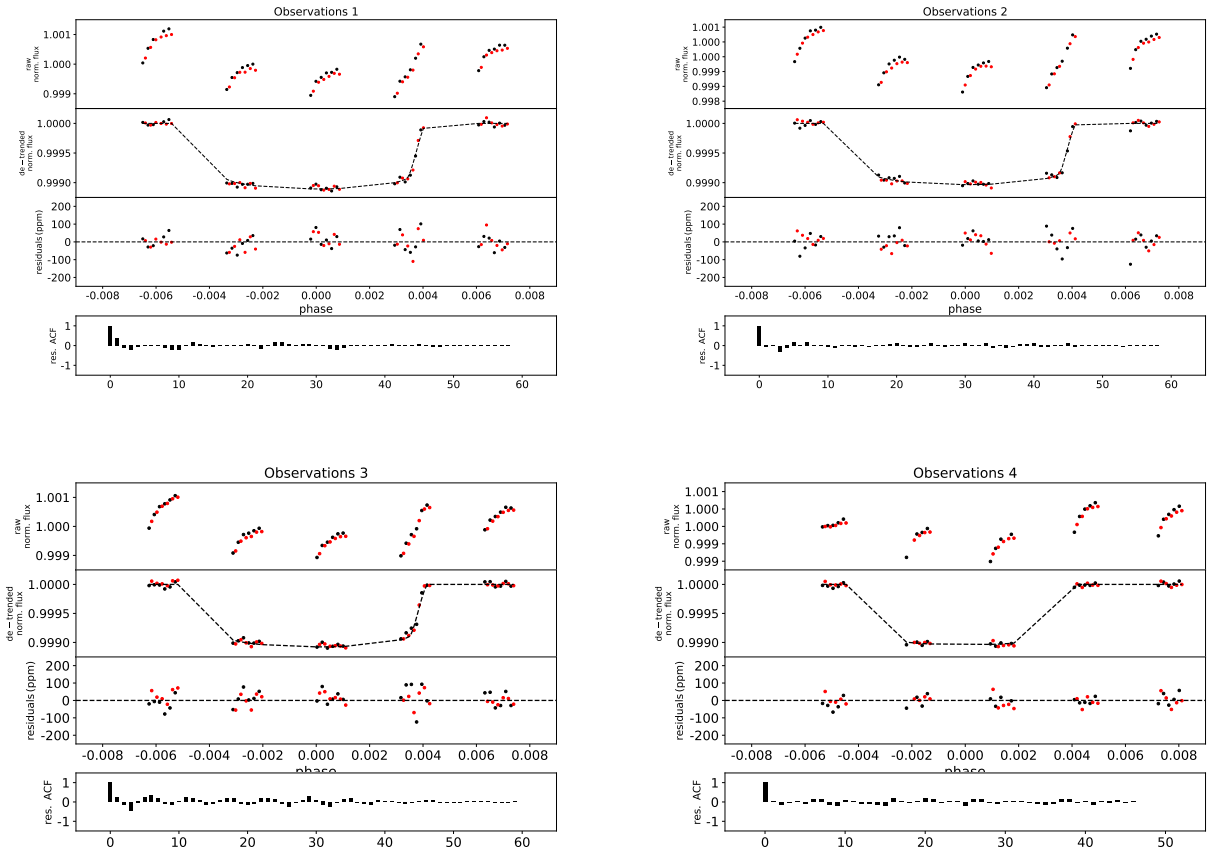 Observations 1
1.001
1.000
0.999
raw
norm. flux
1.0000
0.9995
0.9990
de−trended
norm. flux
200
100
0
-100
-200
residuals (ppm)
-0.008 -0.006 -0.004 -0.002 0.000 0.002 0.004 0.006 0.008
phase
1
0
-1
res. ACF
0 10 20 30 40 50 60
Observations 2
1.001
1.000
0.999
0.998
raw
norm. flux
1.0000
0.9995
0.9990
de−trended
norm. flux
200
100
0
-100
-200
residuals (ppm)
-0.008 -0.006 -0.004 -0.002 0.000 0.002 0.004 0.006 0.008
phase
1
0
-1
res. ACF
0 10 20 30 40 50 60
Observations 3
1.001
1.000
0.999
raw
norm. flux
1.0000
0.9995
0.9990
de−trended
norm. flux
200
100
0
-100
-200
residuals (ppm)
-0.008 -0.006 -0.004 -0.002 0.000 0.002 0.004 0.006 0.008
phase
1
0
-1
res. ACF
0 10 20 30 40 50 60
Observations 4
1.001
1.000
0.999
raw
norm. flux
1.0000
0.9995
0.9990
de−trended
norm. flux
200
100
0
-100
-200
residuals (ppm)
-0.008 -0.006 -0.004 -0.002 0.000 0.002 0.004 0.006 0.008
phase
1
0
-1
res. ACF
0 10 20 30 40 50